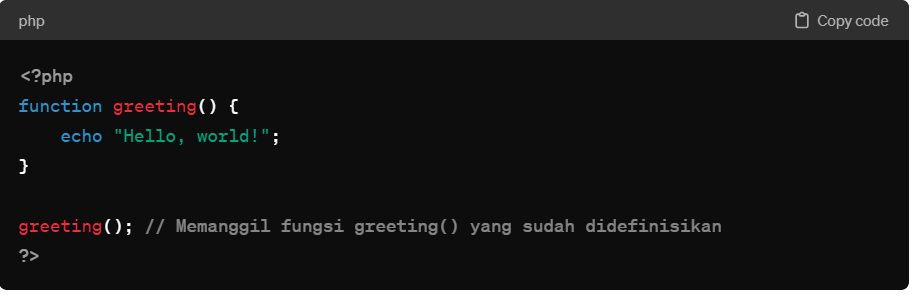 php
Copy code
<?php
function greeting() {
    echo "Hello, world!";
}
greeting(); // Memanggil fungsi greeting() yang sudah didefinisikan
?>